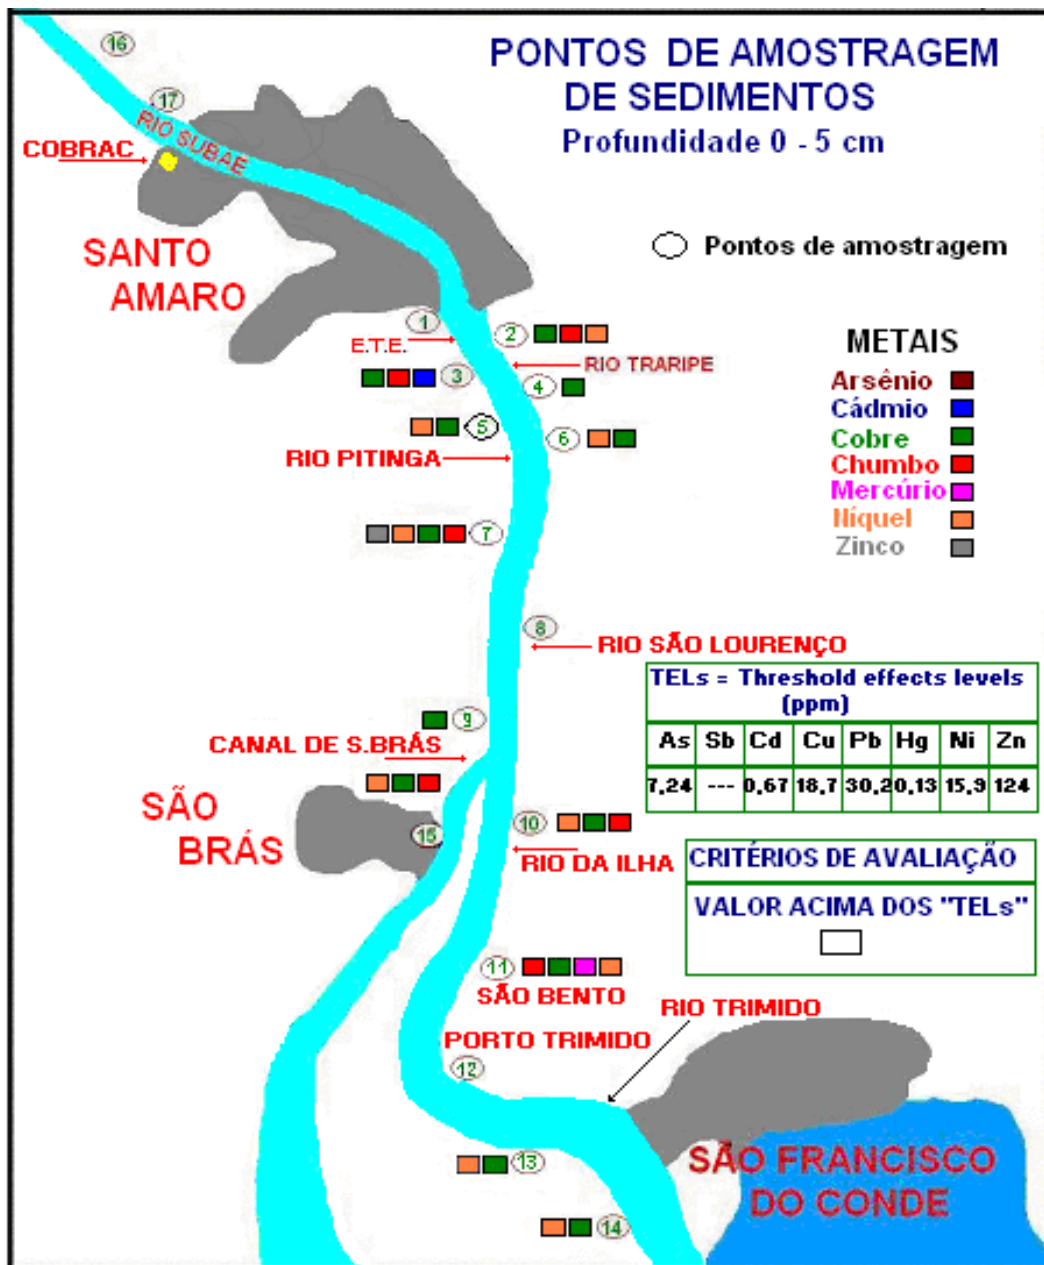 PONTOS DE AMOSTRAGEM
DE SEDIMENTOS
Profundidade 0 - 5 cm
16
17
RIO SUBAE
COBRAC
SANTO
AMARO
Pontos de amostragem
1
2
E.T.E.
RIO TRARIPE
METAIS
Arsênio
Cádmio
Cobre
Chumbo
Mercúrio
Níquel
Zinco
3
4
5
6
RIO PITINGA
7
8
RIO SÃO LOURENÇO
TELs = Threshold effects levels
(ppm)
As Sb Cd Cu Pb Hg Ni Zn
7,24 --- 0,67 18,7 30,2 0,13 15,9 124
9
CANAL DE S.BRÁS
SÃO
BRÁS
15
10
RIO DA ILHA
CRITÉRIOS DE AVALIAÇÃO
VALOR ACIMA DOS "TELs"
11
SÃO BENTO
RIO TRIMIDO
PORTO TRIMIDO
12
13
SÃO FRANCISCO
DO CONDE
14